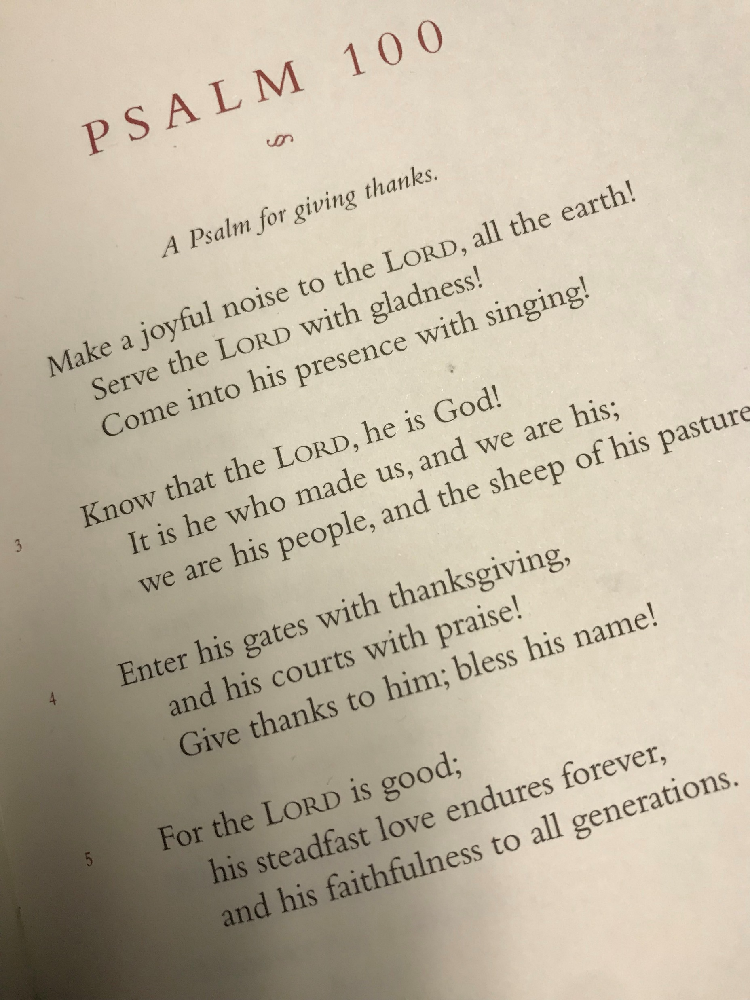 PSALM 100
A Psalm for giving thanks.
Make a joyful noise to the LORD, all the earth!
Serve the LORD with gladness!
Come into his presence with singing!
3 Know that the LORD, he is God!
It is he who made us, and we are his;
we are his people, and the sheep of his pasture
4 Enter his gates with thanksgiving,
and his courts with praise!
Give thanks to him; bless his name!
5 For the LORD is good;
his steadfast love endures forever,
and his faithfulness to all generations.